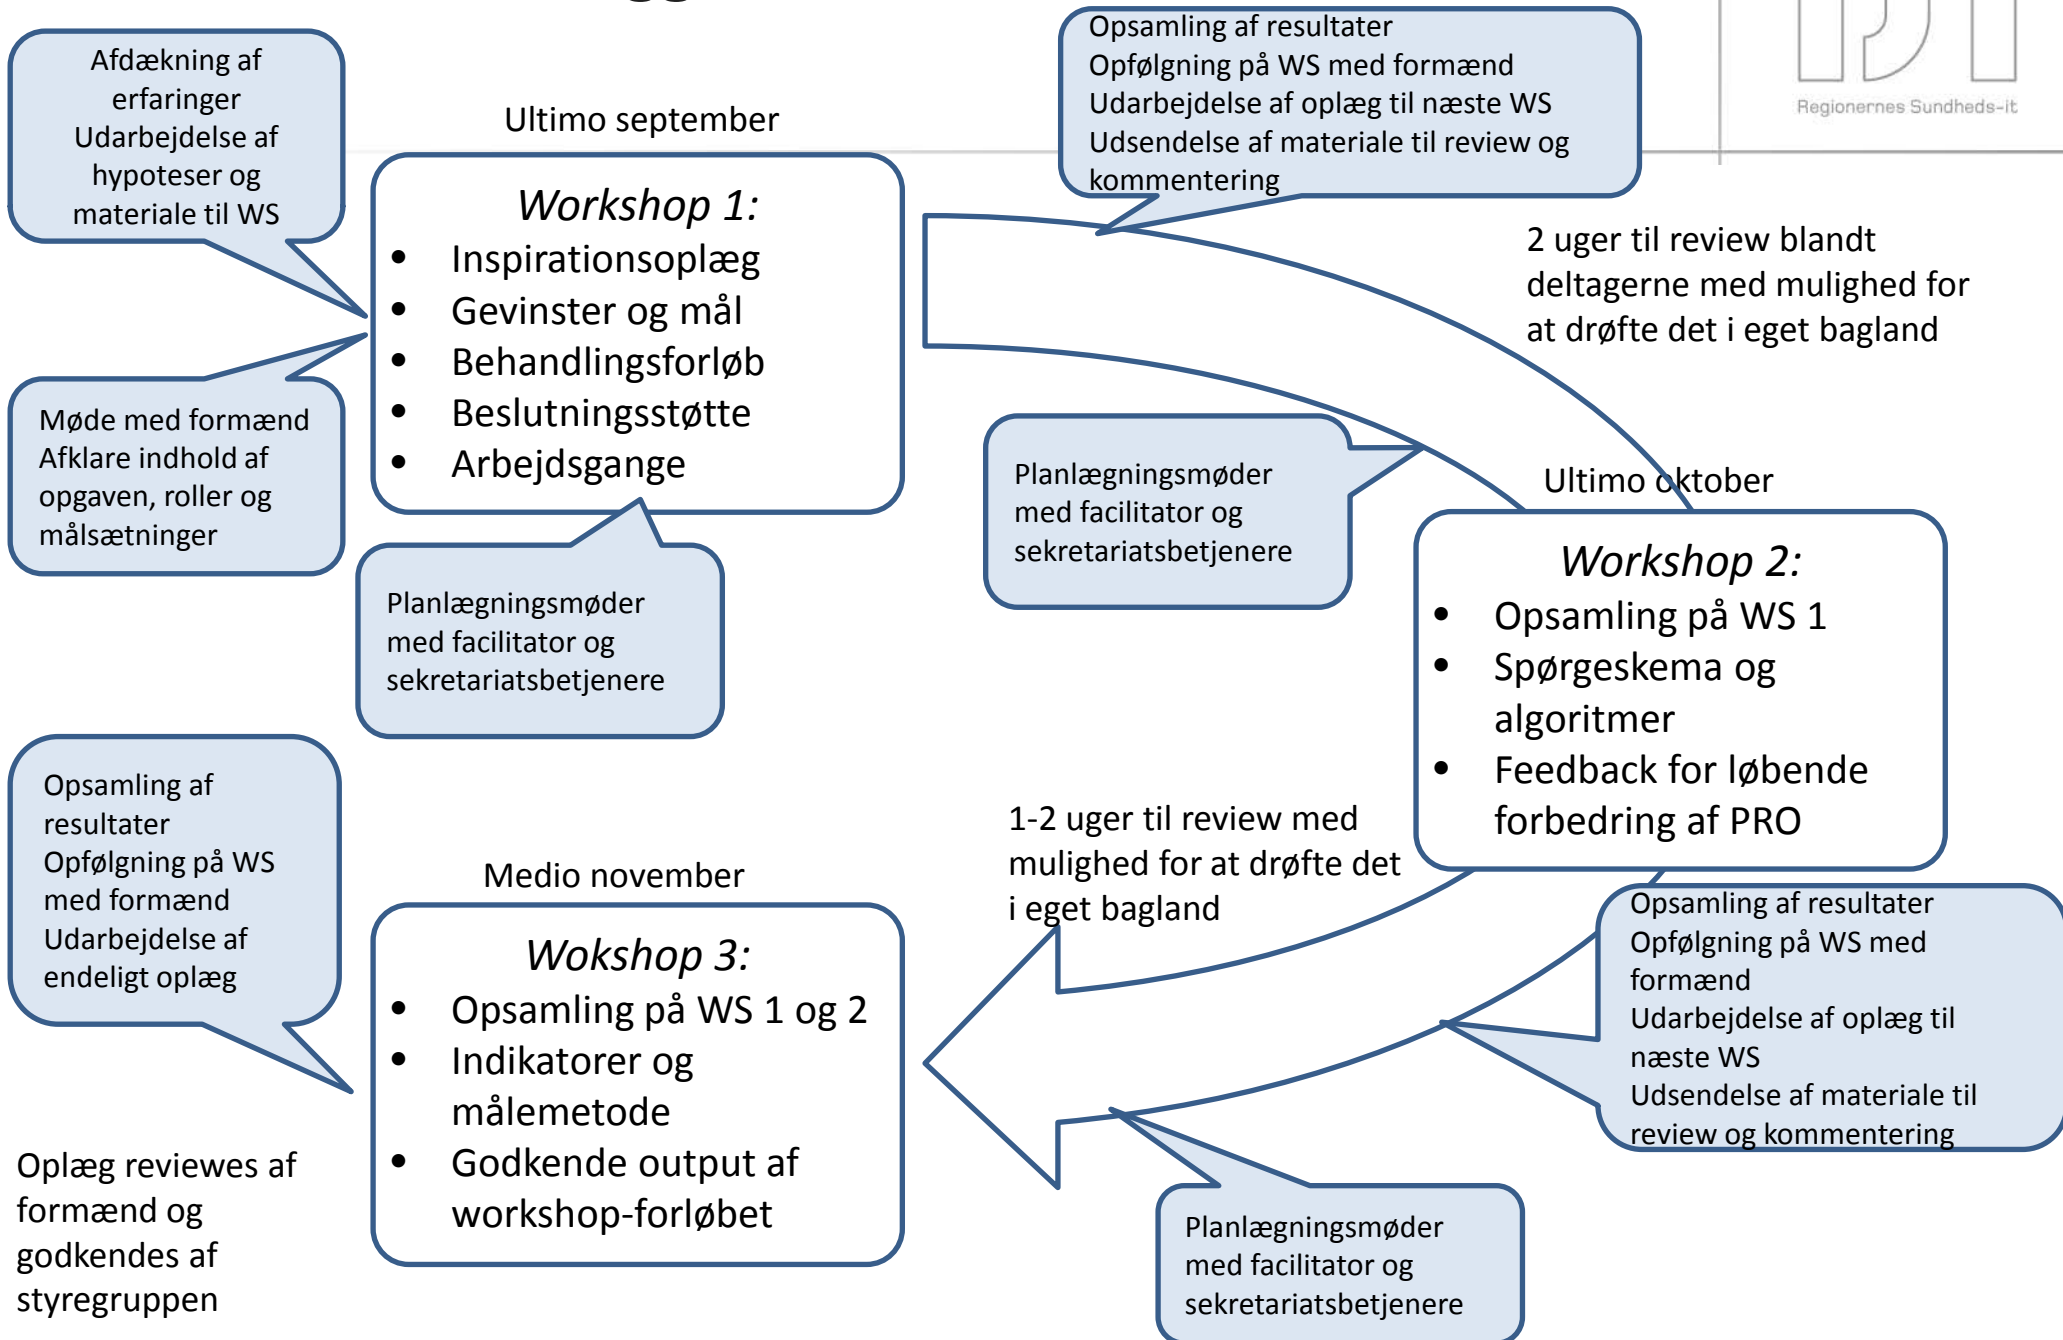 Afdækning af
erfaringer
Udarbejdelse af
hypoteser og
materiale til WS
Ultimo september
Opsamling af resultater
Opfølgning på WS med formænd
Udarbejdelse af oplæg til næste WS
Udsendelse af materiale til review og
kommentering
Regionernes Sundheds-it
Workshop 1:
• Inspirationsoplæg
• Gevinster og mål
• Behandlingsforløb
• Beslutningsstøtte
• Arbejdsgange
2 uger til review blandt
deltagerne med mulighed for
at drøfte det i eget bagland
Møde med formænd
Afklare indhold af
opgaven, roller og
målsætninger
Planlægningsmøder
med facilitator og
sekretariatsbetjenere
Planlægningsmøder
med facilitator og
sekretariatsbetjenere
Ultimo oktober
Workshop 2:
• Opsamling på WS 1
• Spørgeskema og
algoritmer
• Feedback for løbende
forbedring af PRO
Opsamling af
resultater
Opfølgning på WS
med formænd
Udarbejdelse af
endeligt oplæg
Medio november
1-2 uger til review med
mulighed for at drøfte det
i eget bagland
Wokshop 3:
• Opsamling på WS 1 og 2
• Indikatorer og
målemetode
• Godkende output af
workshop-forløbet
Opsamling af resultater
Opfølgning på WS med
formænd
Udarbejdelse af oplæg til
næste WS
Udsendelse af materiale til
review og kommentering
Oplæg reviewes af
formænd og
godkendes af
styregruppen
Planlægningsmøder
med facilitator og
sekretariatsbetjenere